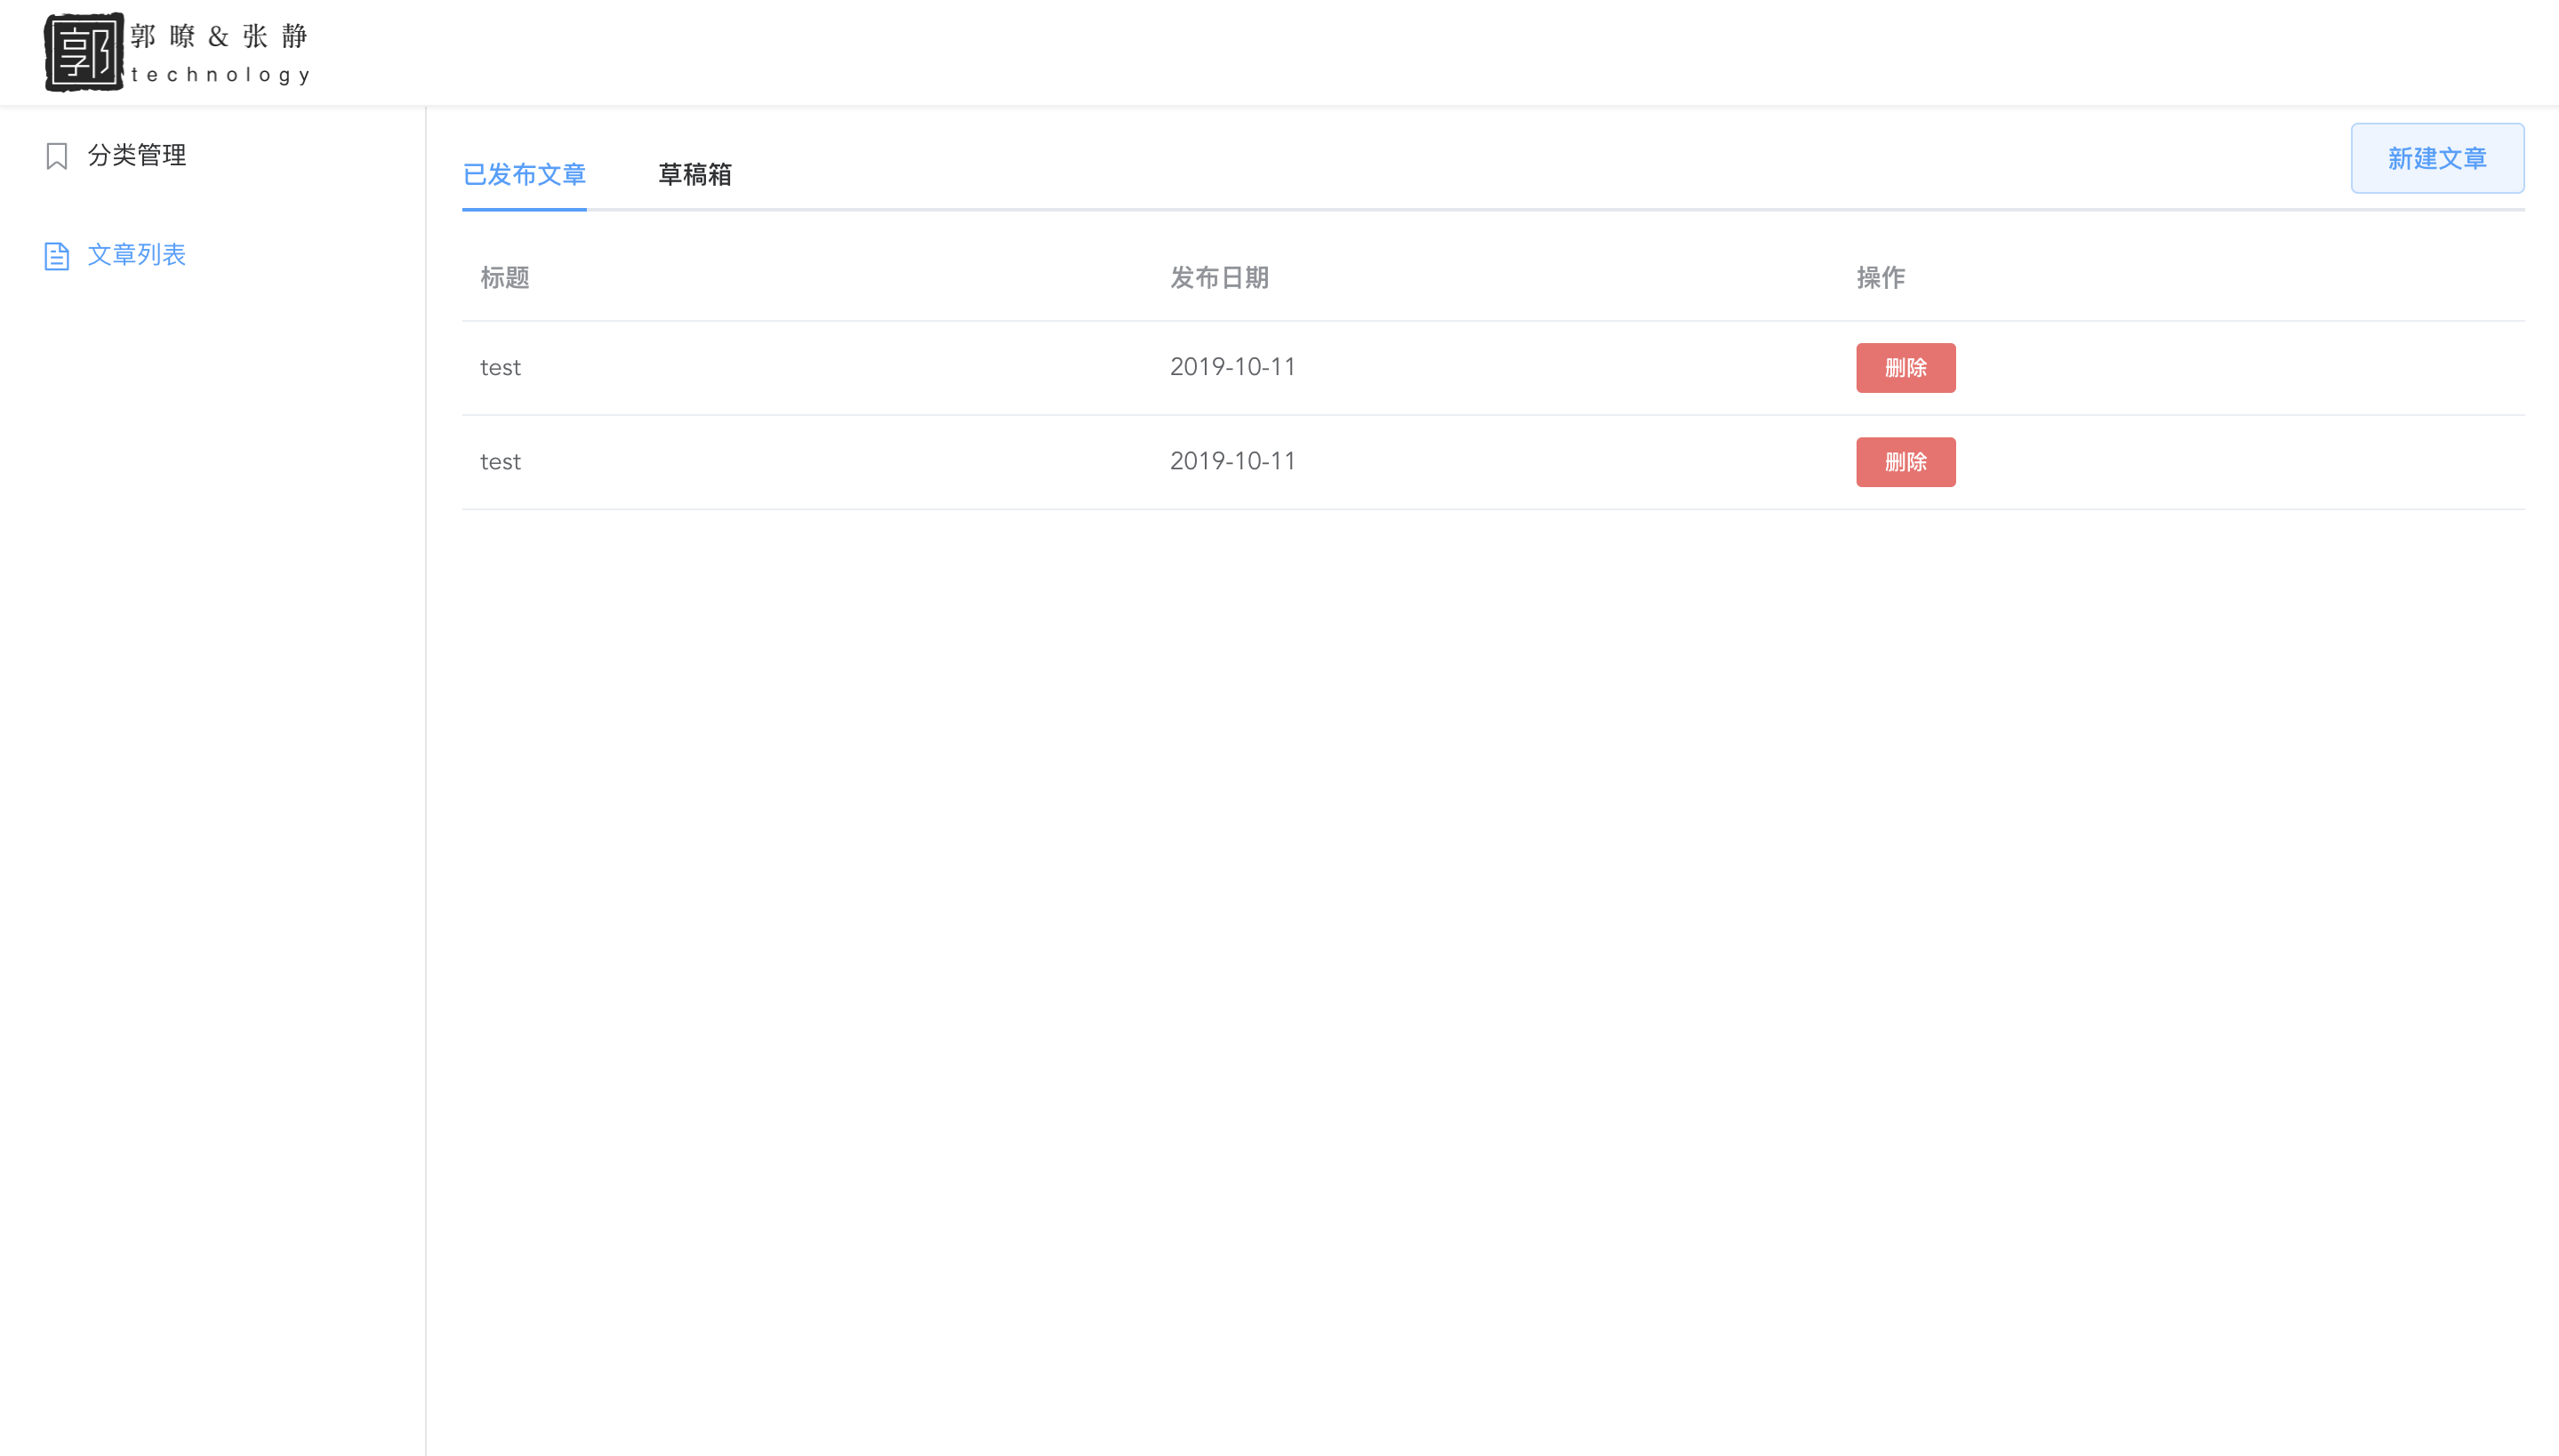 郭
郭 暸 & 张 静
technology
分类管理
文章列表
已发布文章 草稿箱 新建文章
标题 发布日期 操作
test 2019-10-11 删除
test 2019-10-11 删除